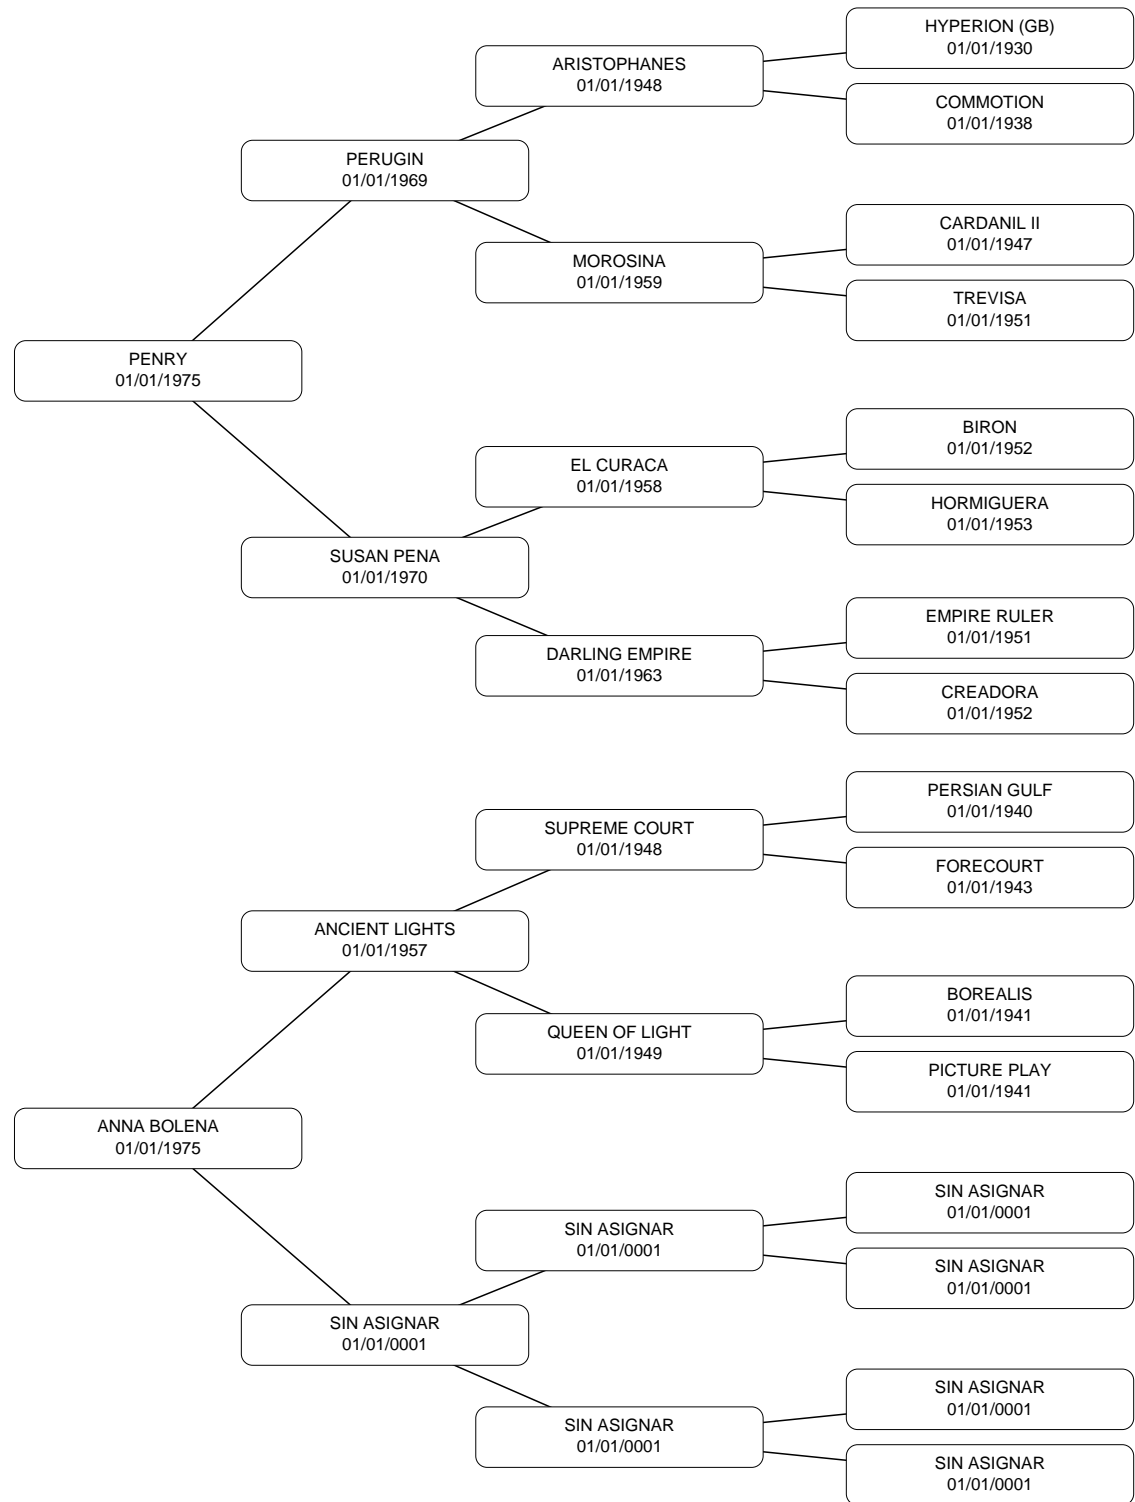 HYPERION (GB)
01/01/1930
ARISTOPHANES
01/01/1948
COMMOTION
01/01/1938
PERUGIN
01/01/1969
CARDANIL II
01/01/1947
MOROSINA
01/01/1959
TREVISA
01/01/1951
PENRY
01/01/1975
BIRON
01/01/1952
EL CURACA
01/01/1958
HORMIGUERA
01/01/1953
SUSAN PENA
01/01/1970
EMPIRE RULER
01/01/1951
DARLING EMPIRE
01/01/1963
CREADORA
01/01/1952
PERSIAN GULF
01/01/1940
SUPREME COURT
01/01/1948
FORECOURT
01/01/1943
ANCIENT LIGHTS
01/01/1957
BOREALIS
01/01/1941
QUEEN OF LIGHT
01/01/1949
PICTURE PLAY
01/01/1941
ANNA BOLENA
01/01/1975
SIN ASIGNAR
01/01/0001
SIN ASIGNAR
01/01/0001
SIN ASIGNAR
01/01/0001
SIN ASIGNAR
01/01/0001
SIN ASIGNAR
01/01/0001
SIN ASIGNAR
01/01/0001
SIN ASIGNAR
01/01/0001